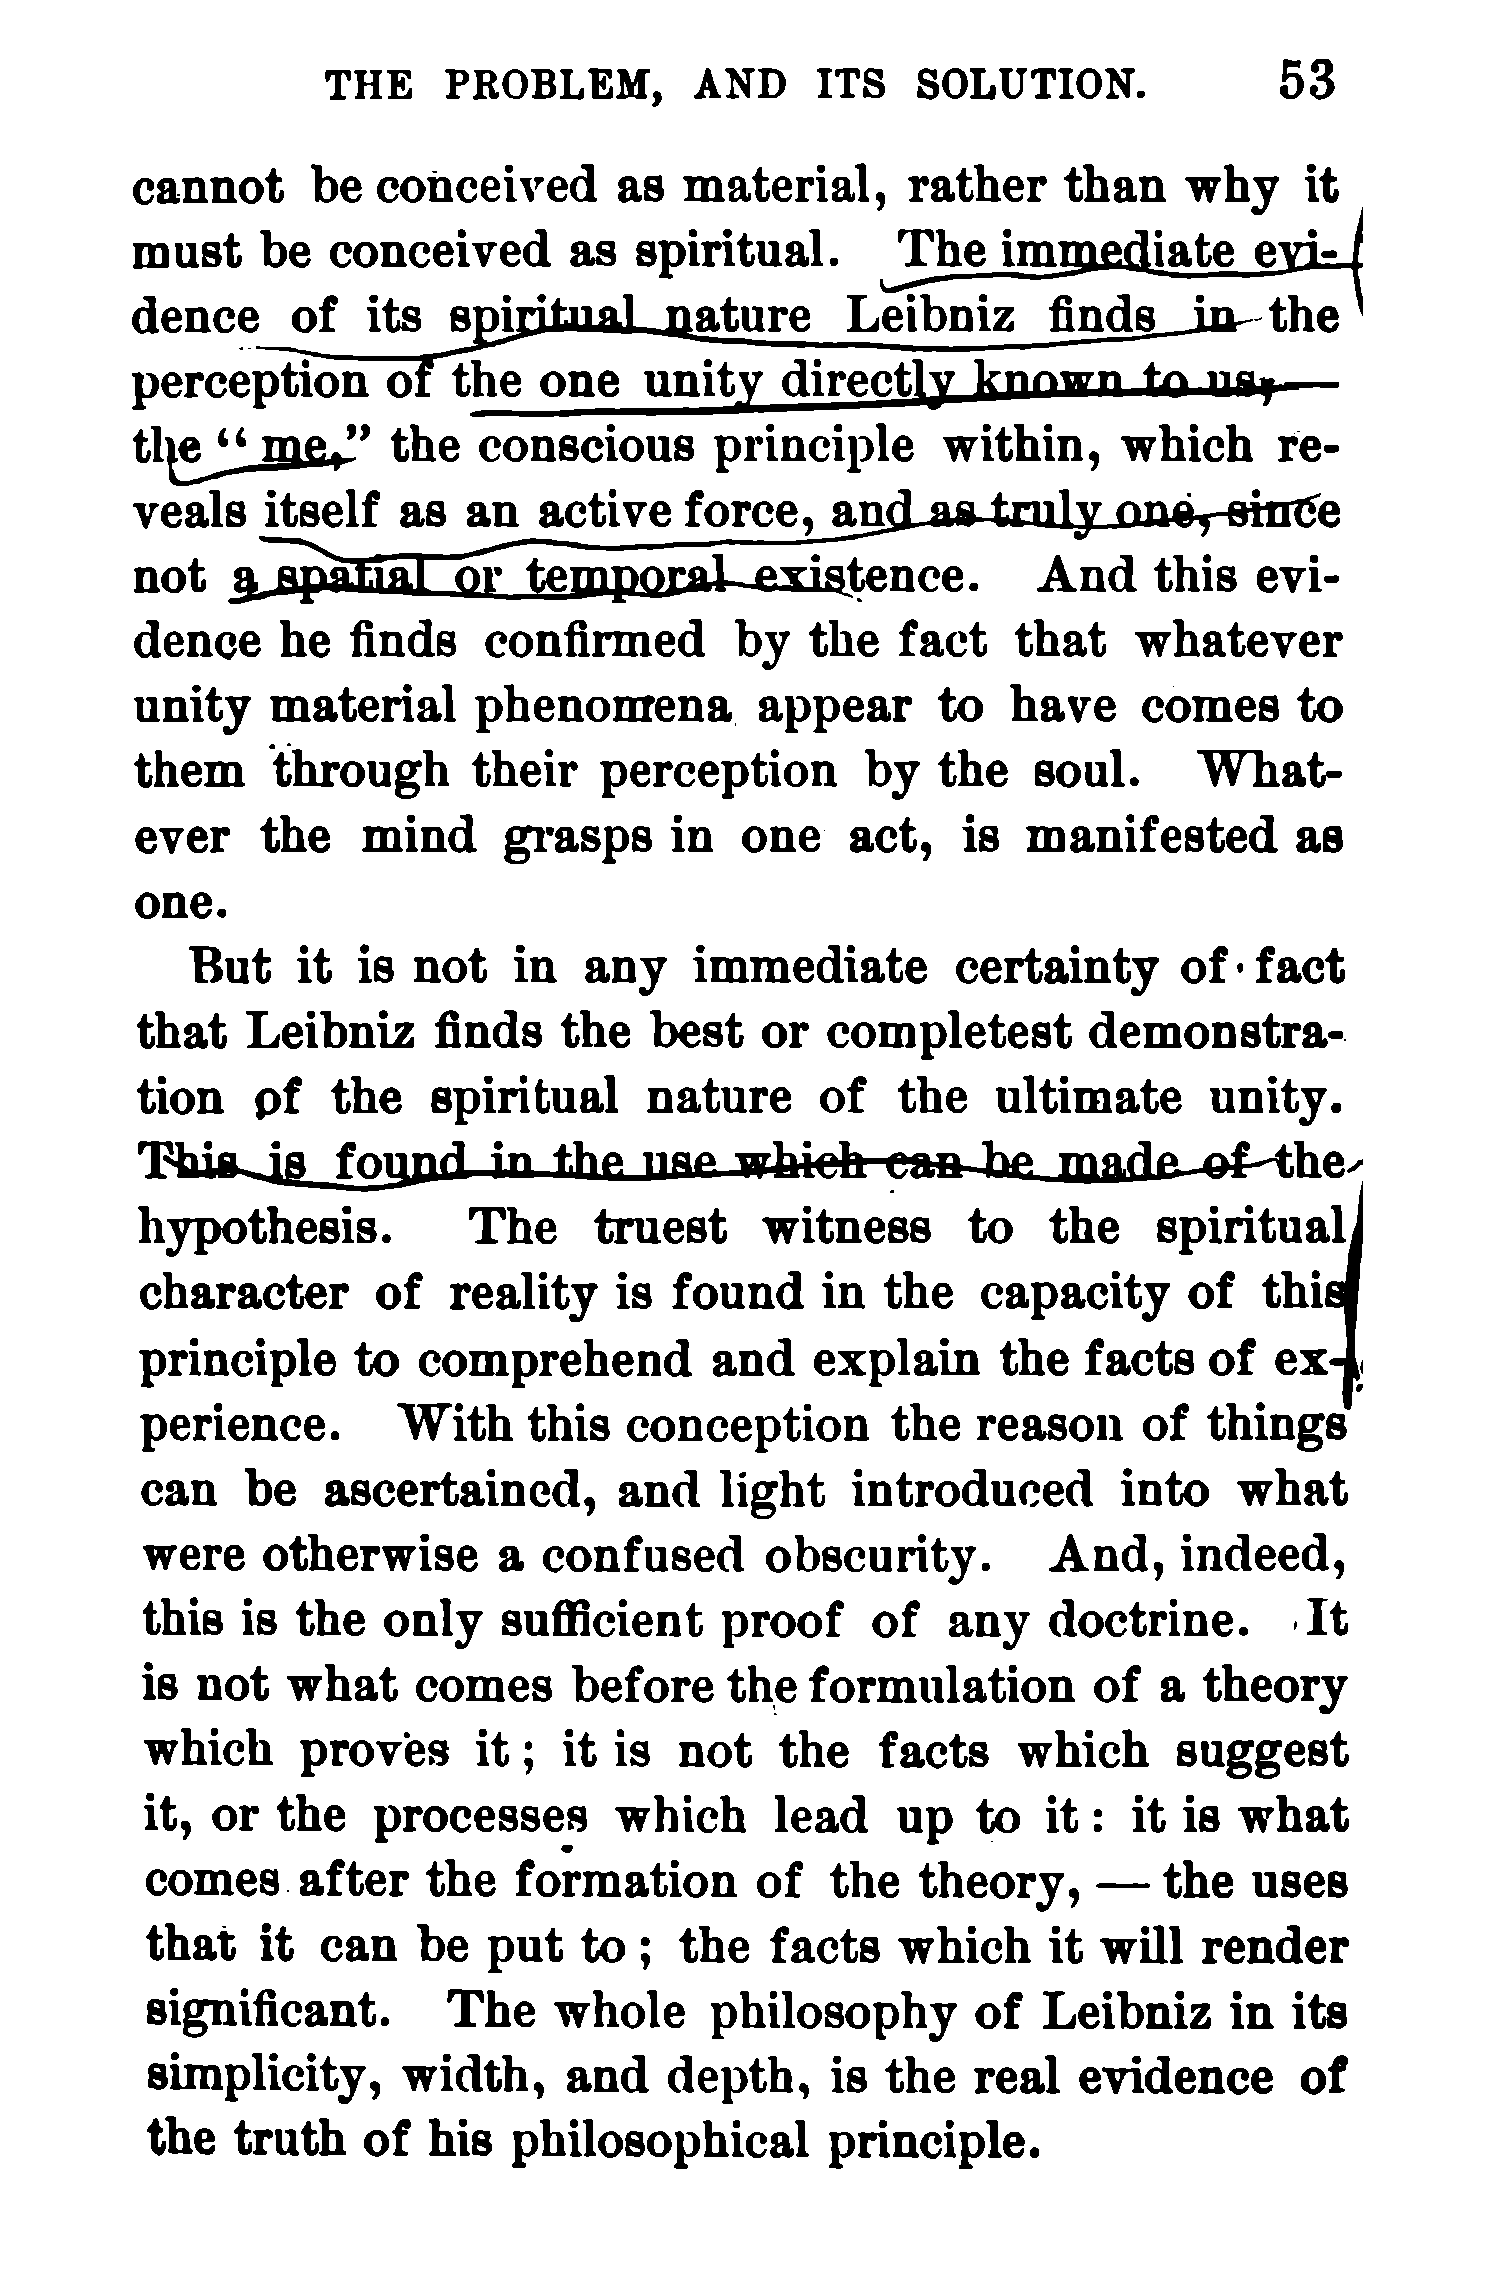 THE PROBLEM, AND ITS SOLUTION. 53
cannot be conceived as material, rather than why it
must be conceived as spiritual. The immediate evi-
dence of its spiritual nature Leibniz finds in the
perception of the one unity directly known to us,—
the “me,” the conscious principle within, which re-
veals itself as an active force, and as truly one, since
not a spatial or temporal existence. And this evi-
dence he finds confirmed by the fact that whatever
unity material phenomena appear to have comes to
them through their perception by the soul. What-
ever the mind grasps in one act, is manifested as
one.
But it is not in any immediate certainty of fact
that Leibniz finds the best or completest demonstra-
tion of the spiritual nature of the ultimate unity.
This is found in the use which can be made of the
hypothesis. The truest witness to the spiritual
character of reality is found in the capacity of this
principle to comprehend and explain the facts of ex-
perience. With this conception the reason of things
can be ascertained, and light introduced into what
were otherwise a confused obscurity. And, indeed,
this is the only sufficient proof of any doctrine. It
is not what comes before the formulation of a theory
which proves it; it is not the facts which suggest
it, or the processes which lead up to it: it is what
comes after the formation of the theory,—the uses
that it can be put to; the facts which it will render
significant. The whole philosophy of Leibniz in its
simplicity, width, and depth, is the real evidence of
the truth of his philosophical principle.